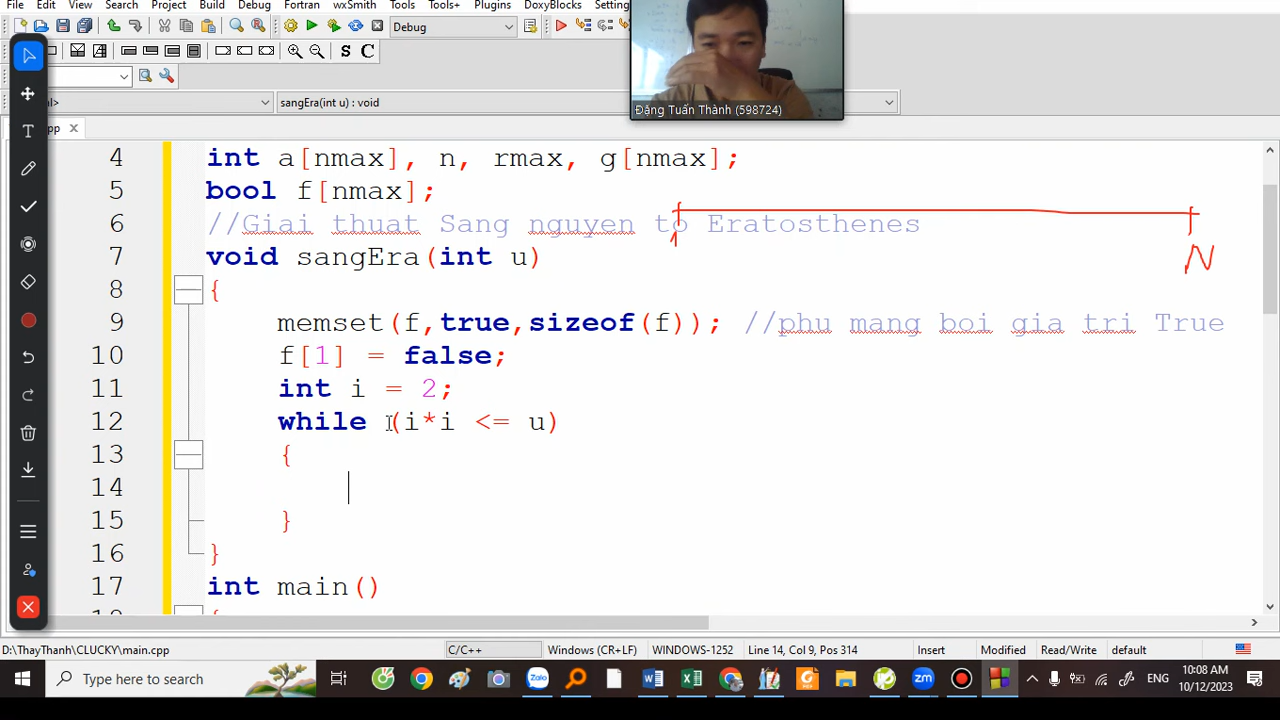 File Edit View Search Project Build Debug Fortran wxSmith Tools Tools+ Plugins DoxyBlocks
Debug
S C
sangEra(int u) : void
Đặng Tuấn Thành (598724)
4 int a[nmax], n, rmax, g[nmax];
5 bool f[nmax];
6 //Giai thuat Sang nguyen to Eratosthenes
1 N
7 void sangEra(int u)
8 {
9 memset(f,true,sizeof(f)); //phu mang boi gia tri True
10 f[1] = false;
11 int i = 2;
12 while (i*i <= u)
13 {
14
15 }
16 }
17 int main()
D:\ThayThanh\CLUCKY\main.cpp C/C++ Windows (CR+LF) WINDOWS-1252 Line 14, Col 9, Pos 314 Insert Modified Read/Write default
Type here to search
ENG
10:08 AM
10/12/2023